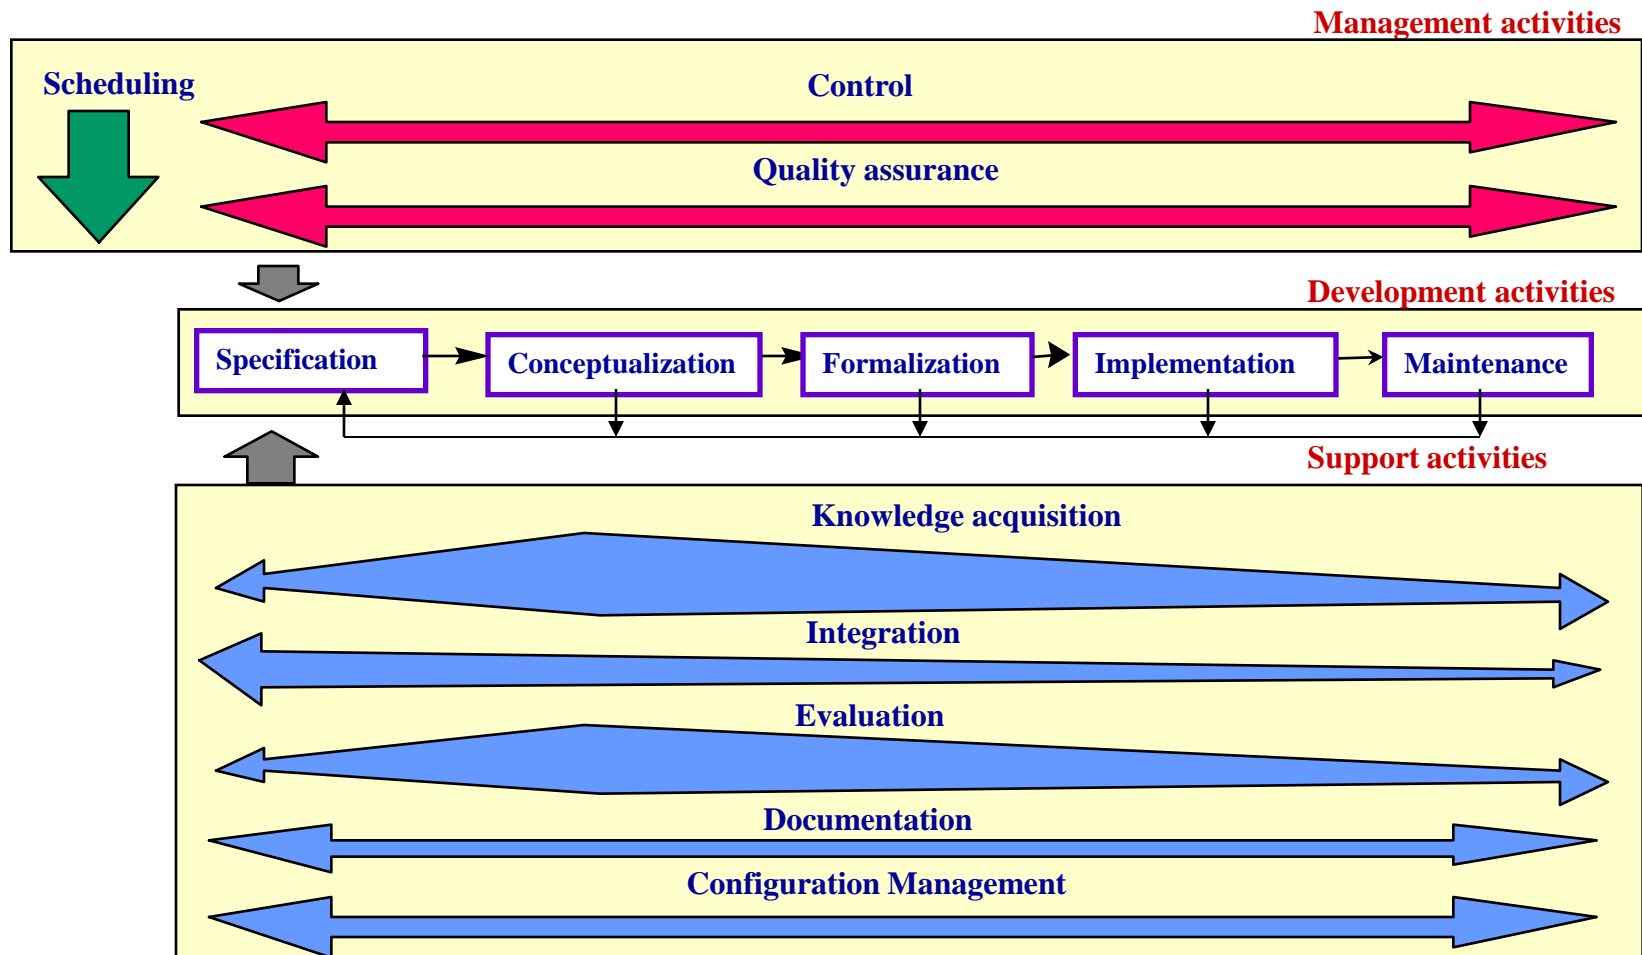 Management activities
Scheduling
Control
Quality assurance
Development activities
Specification
Conceptualization
Formalization
Implementation
Maintenance
Support activities
Knowledge acquisition
Integration
Evaluation
Documentation
Configuration Management